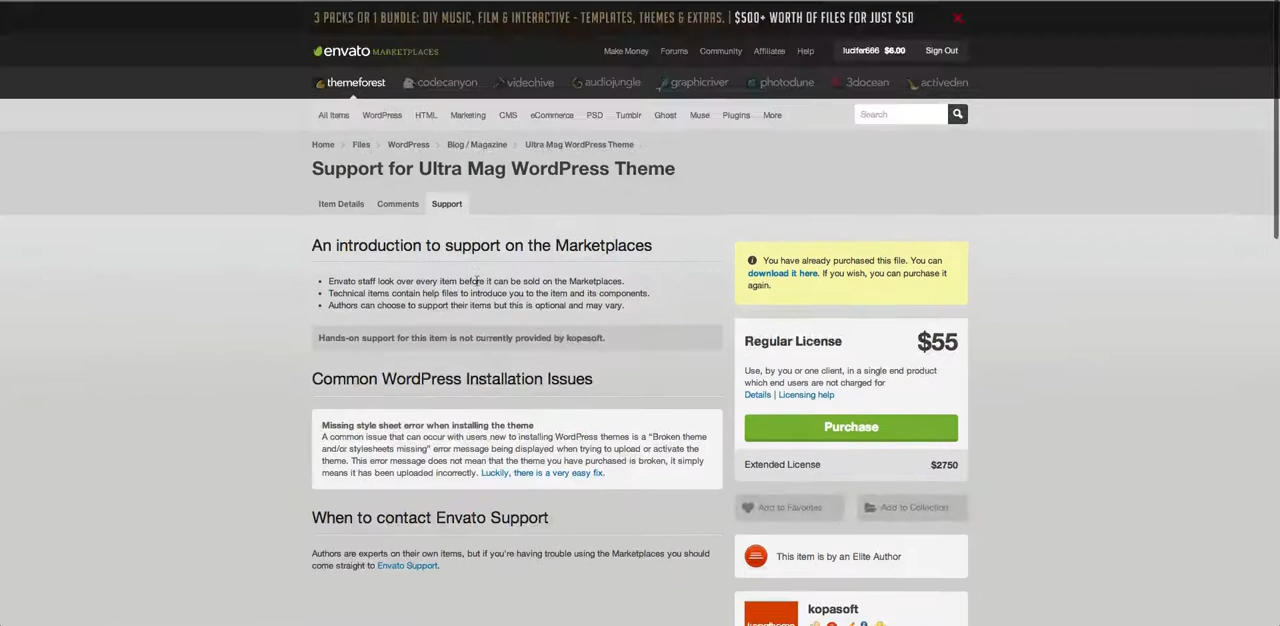 3 PACKS OR 1 BUNDLE: DIY MUSIC, FILM & INTERACTIVE - TEMPLATES, THEMES & EXTRAS. | $500+ WORTH OF FILES FOR JUST $50
envato MARKETPLACES
Make Money Forums Community Affiliates Help lucifer666 $6.00 Sign Out
themeforest codecanyon videohive audiojungle graphicriver photodune 3docean activeden
All Items WordPress HTML Marketing CMS eCommerce PSD Tumblr Ghost Muse Plugins More Search
Home Files WordPress Blog / Magazine Ultra Mag WordPress Theme
Support for Ultra Mag WordPress Theme
Item Details Comments Support
An introduction to support on the Marketplaces
• Envato staff look over every item before it can be sold on the Marketplaces.
• Technical items contain help files to introduce you to the item and its components.
• Authors can choose to support their items but this is optional and may vary.
Hands-on support for this item is not currently provided by kopasoft.
Common WordPress Installation Issues
Missing style sheet error when installing the theme
A common issue that can occur with users new to installing WordPress themes is a "Broken theme
and/or stylesheets missing" error message being displayed when trying to upload or activate the
theme. This error message does not mean that the theme you have purchased is broken, it simply
means it has been uploaded incorrectly. Luckily, there is a very easy fix.
When to contact Envato Support
Authors are experts on their own items, but if you're having trouble using the Marketplaces you should
come straight to Envato Support.
You have already purchased this file. You can
download it here. If you wish, you can purchase it
again.
Regular License $55
Use, by you or one client, in a single end product
which end users are not charged for
Details | Licensing help
Purchase
Extended License $2750
Add to Favorites Add to Collection
This item is by an Elite Author
kopasoft